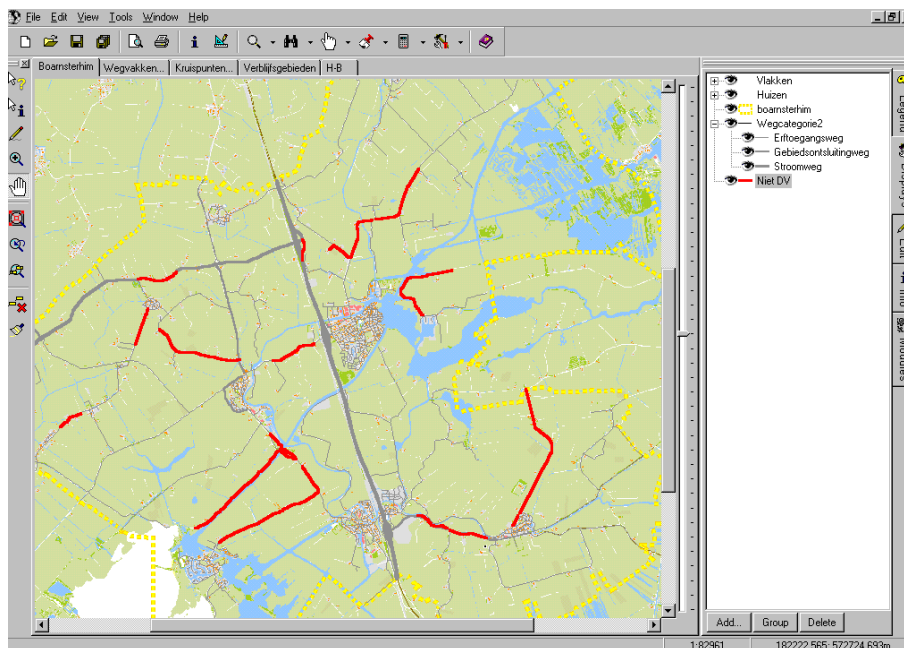 File Edit View Tools Window Help
Boarnsterhim Wegvakken... Kruispunten... Verblijfsgebieden H-B
Vlakken
Huizen
boarnsterhim
Wegcategorie2
Erftoegangsweg
Gebiedsontsluitingweg
Stroomweg
Niet DV
Legend
Displays
Edit
Info
Modules
Add... Group Delete
1:82961 182222.565; 572724.693m